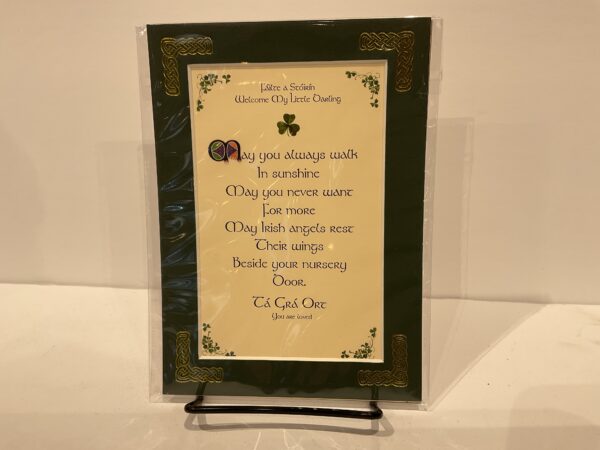 Fáilte a Stóirín
Welcome My Little Darling
May you always walk
In sunshine
May you never want
For more
May Irish angels rest
Their wings
Beside your nursery
Door.
Tá Grá Ort
You are loved